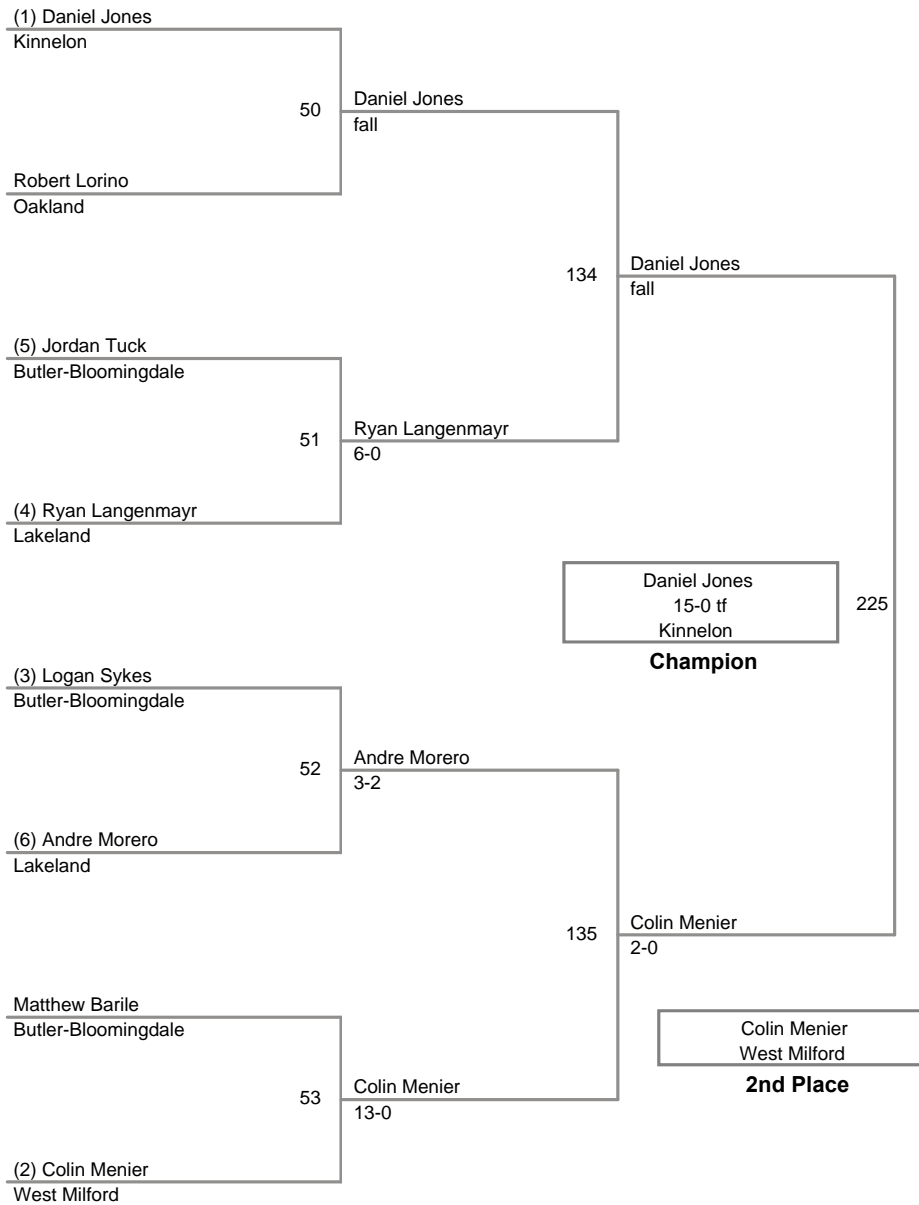 (1) Daniel Jones
Kinnelon
50
Daniel Jones
fall
Robert Lorino
Oakland
134
Daniel Jones
fall
(5) Jordan Tuck
Butler-Bloomingdale
51
Ryan Langenmayr
6-0
(4) Ryan Langenmayr
Lakeland
Daniel Jones
15-0 tf
Kinnelon
225
Champion
(3) Logan Sykes
Butler-Bloomingdale
52
Andre Morero
3-2
(6) Andre Morero
Lakeland
135
Colin Menier
2-0
Matthew Barile
Butler-Bloomingdale
Colin Menier
West Milford
2nd Place
53
Colin Menier
13-0
(2) Colin Menier
West Milford